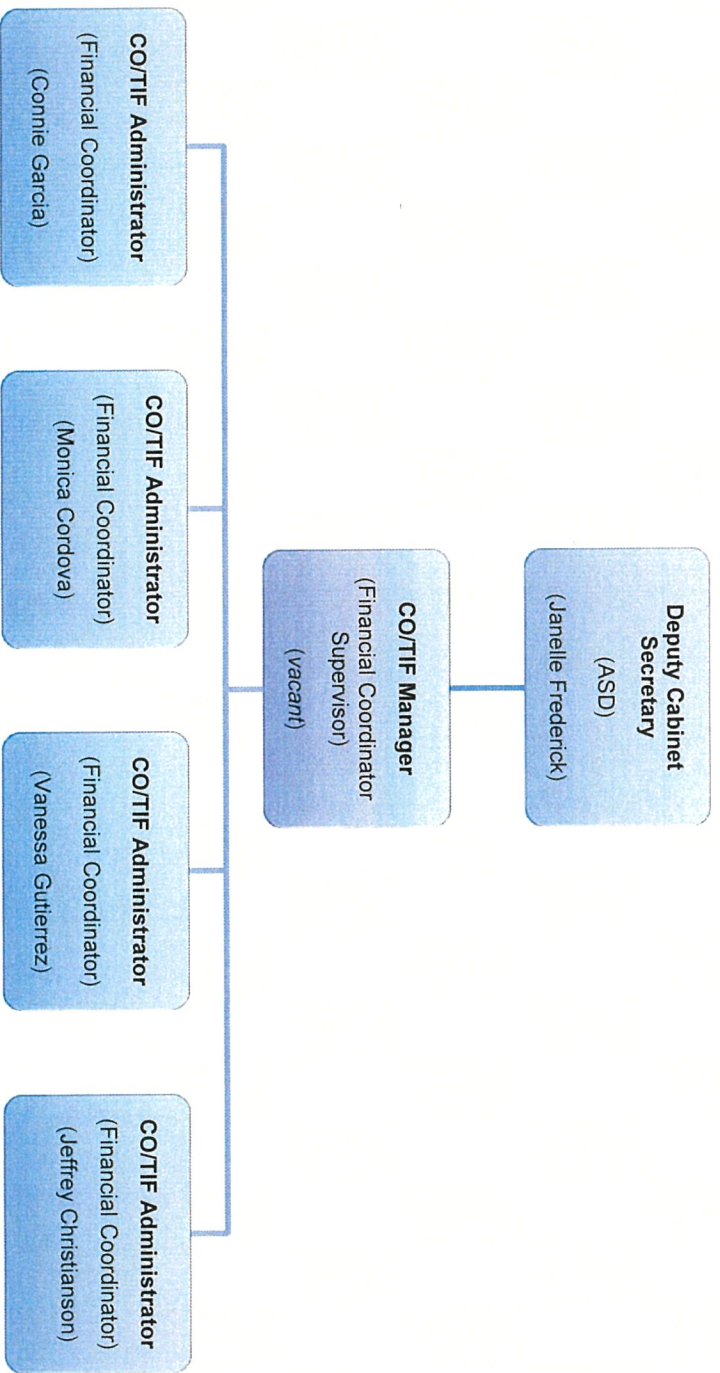 Deputy Cabinet
Secretary
(ASD)
(Janelle Frederick)
CO/TIF Manager
(Financial Coordinator
Supervisor)
(vacant)
CO/TIF Administrator
(Financial Coordinator)
(Connie Garcia)
CO/TIF Administrator
(Financial Coordinator)
(Monica Cordova)
CO/TIF Administrator
(Financial Coordinator)
(Vanessa Gutierrez)
CO/TIF Administrator
(Financial Coordinator)
(Jeffrey Christianson)